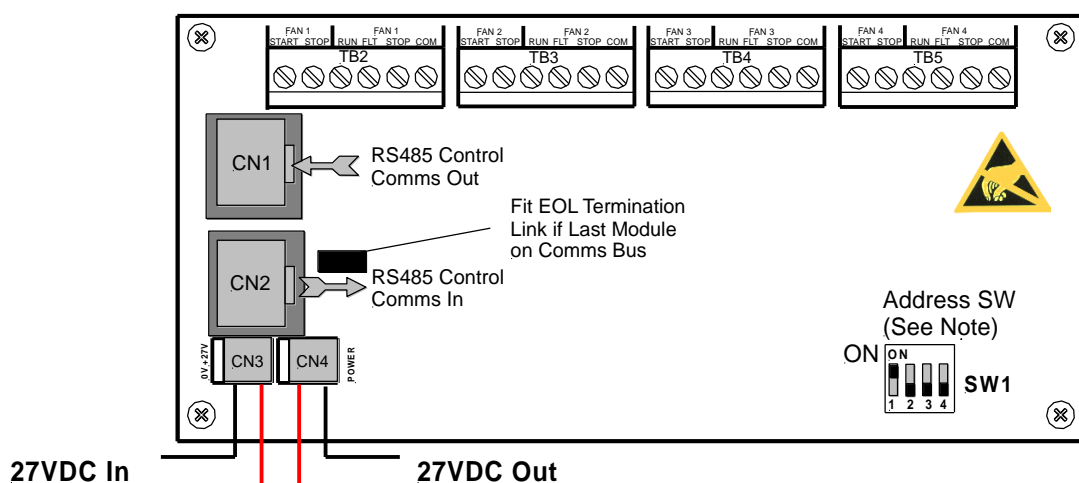 FAN 1 FAN 1 FAN 2 FAN 2 FAN 3 FAN 3 FAN 4 FAN 4
START STOP RUN FLT STOP COM START STOP RUN FLT STOP COM START STOP RUN FLT STOP COM START STOP RUN FLT STOP COM
TB2 TB3 TB4 TB5
CN1
RS485 Control
Comms Out
Fit EOL Termination
Link if Last Module
on Comms Bus
CN2
RS485 Control
Comms In
0V +27V
CN3
CN4
POWER
Address SW
(See Note)
ON
ON
1 2 3 4
SW1
27VDC In
27VDC Out